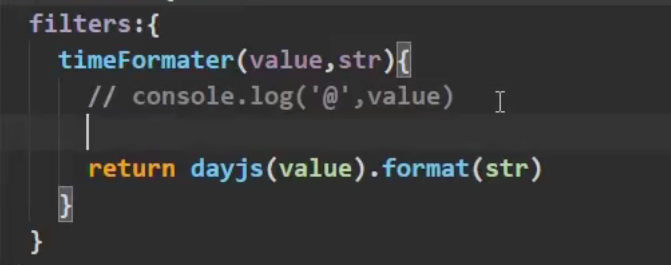 filters:{
timeFormater(value,str){
// console.log('@',value)
return dayjs(value).format(str)
}
}